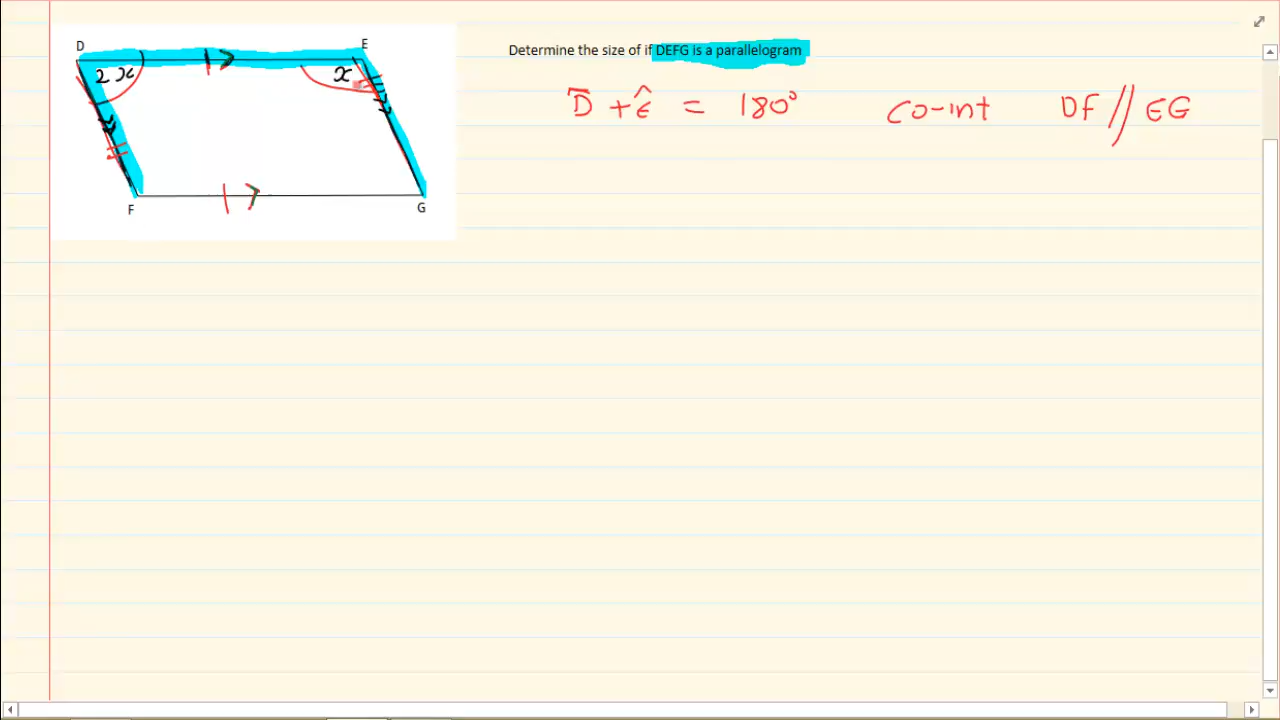 D
E
2x
x
F
G
Determine the size of if DEFG is a parallelogram
D̂ + Ê = 180° co-int DF // EG